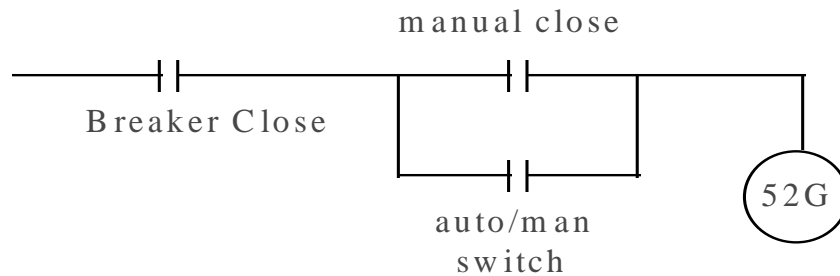 manual close
Breaker Close
52G
auto/man
switch